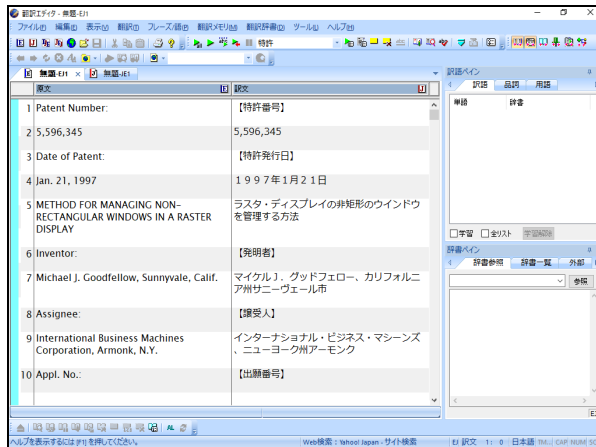 翻訳エディタ - 無題-EJ1
ファイル(F) 編集(E) 表示(V) 翻訳(T) フレーズ/語(P) 翻訳メモリ(M) 翻訳辞書(D) ツール(U) ヘルプ(H)
特許
無題-EJ1 × 無題-JE1
原文 訳文
1 Patent Number: 【特許番号】
2 5,596,345 5,596,345
3 Date of Patent: 【特許発行日】
4 Jan. 21, 1997 １９９７年1月２１日
5 METHOD FOR MANAGING NON- ラスタ・ディスプレイの非矩形のウインドウ
RECTANGULAR WINDOWS IN A RASTER を管理する方法
DISPLAY
6 Inventor: 【発明者】
7 Michael J. Goodfellow, Sunnyvale, Calif. マイケルＪ．グッドフェロー、カリフォルニ
ア州サニーヴェール市
8 Assignee: 【譲受人】
9 International Business Machines インターナショナル・ビジネス・マシーンズ
Corporation, Armonk, N.Y. 、ニューヨーク州アーモンク
10 Appl. No.: 【出願番号】
訳語ペイン
訳語 品詞 用語
単語 辞書
学習 全リスト 学習解除
辞書ペイン
辞書参照 辞書一覧 外部
参照
ヘルプを表示するには [F1] を押してください。 Web検索：Yahoo! Japan - サイト検索 EJ 訳文 1: 0 日本語 CAP NUM